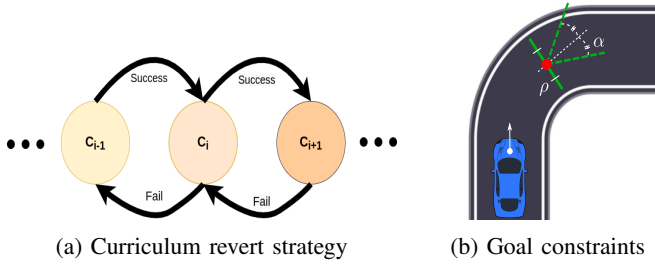 Success
Success
C_{i-1}
C_i
C_{i+1}
Fail
Fail
(a) Curriculum revert strategy
α
ρ
(b) Goal constraints